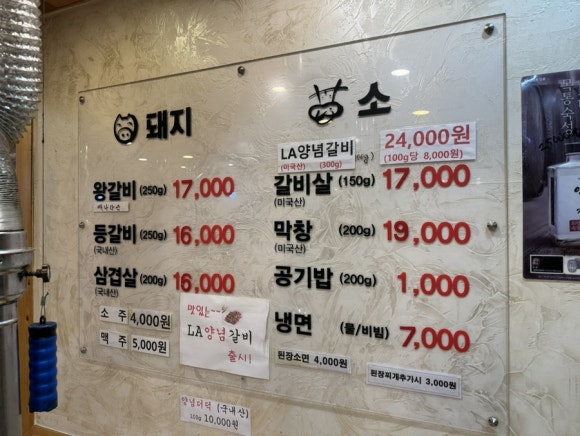 돼지
왕갈비 (250g) 17,000
등갈비 (250g) 16,000
(국내산)
삼겹살 (200g) 16,000
(국내산)
소주 4,000원
맥주 5,000원
맛있는
LA양념갈비
출시!
양념더덕 (국내산)
10,000원
소
LA양념갈비 24,000원
(미국산) (300g) (100g당 8,000원)
갈비살 (150g) 17,000
(미국산)
막창 (200g) 19,000
(미국산)
공기밥 (200g) 1,000
냉면 (물/비빔) 7,000
된장소면 4,000원
된장찌개추가시 3,000원